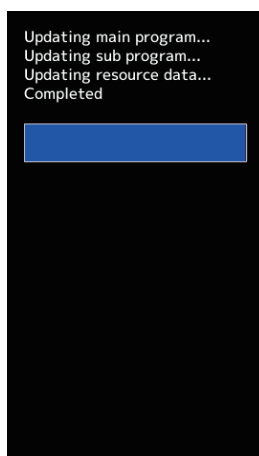 Updating main program...
Updating sub program...
Updating resource data...
Completed